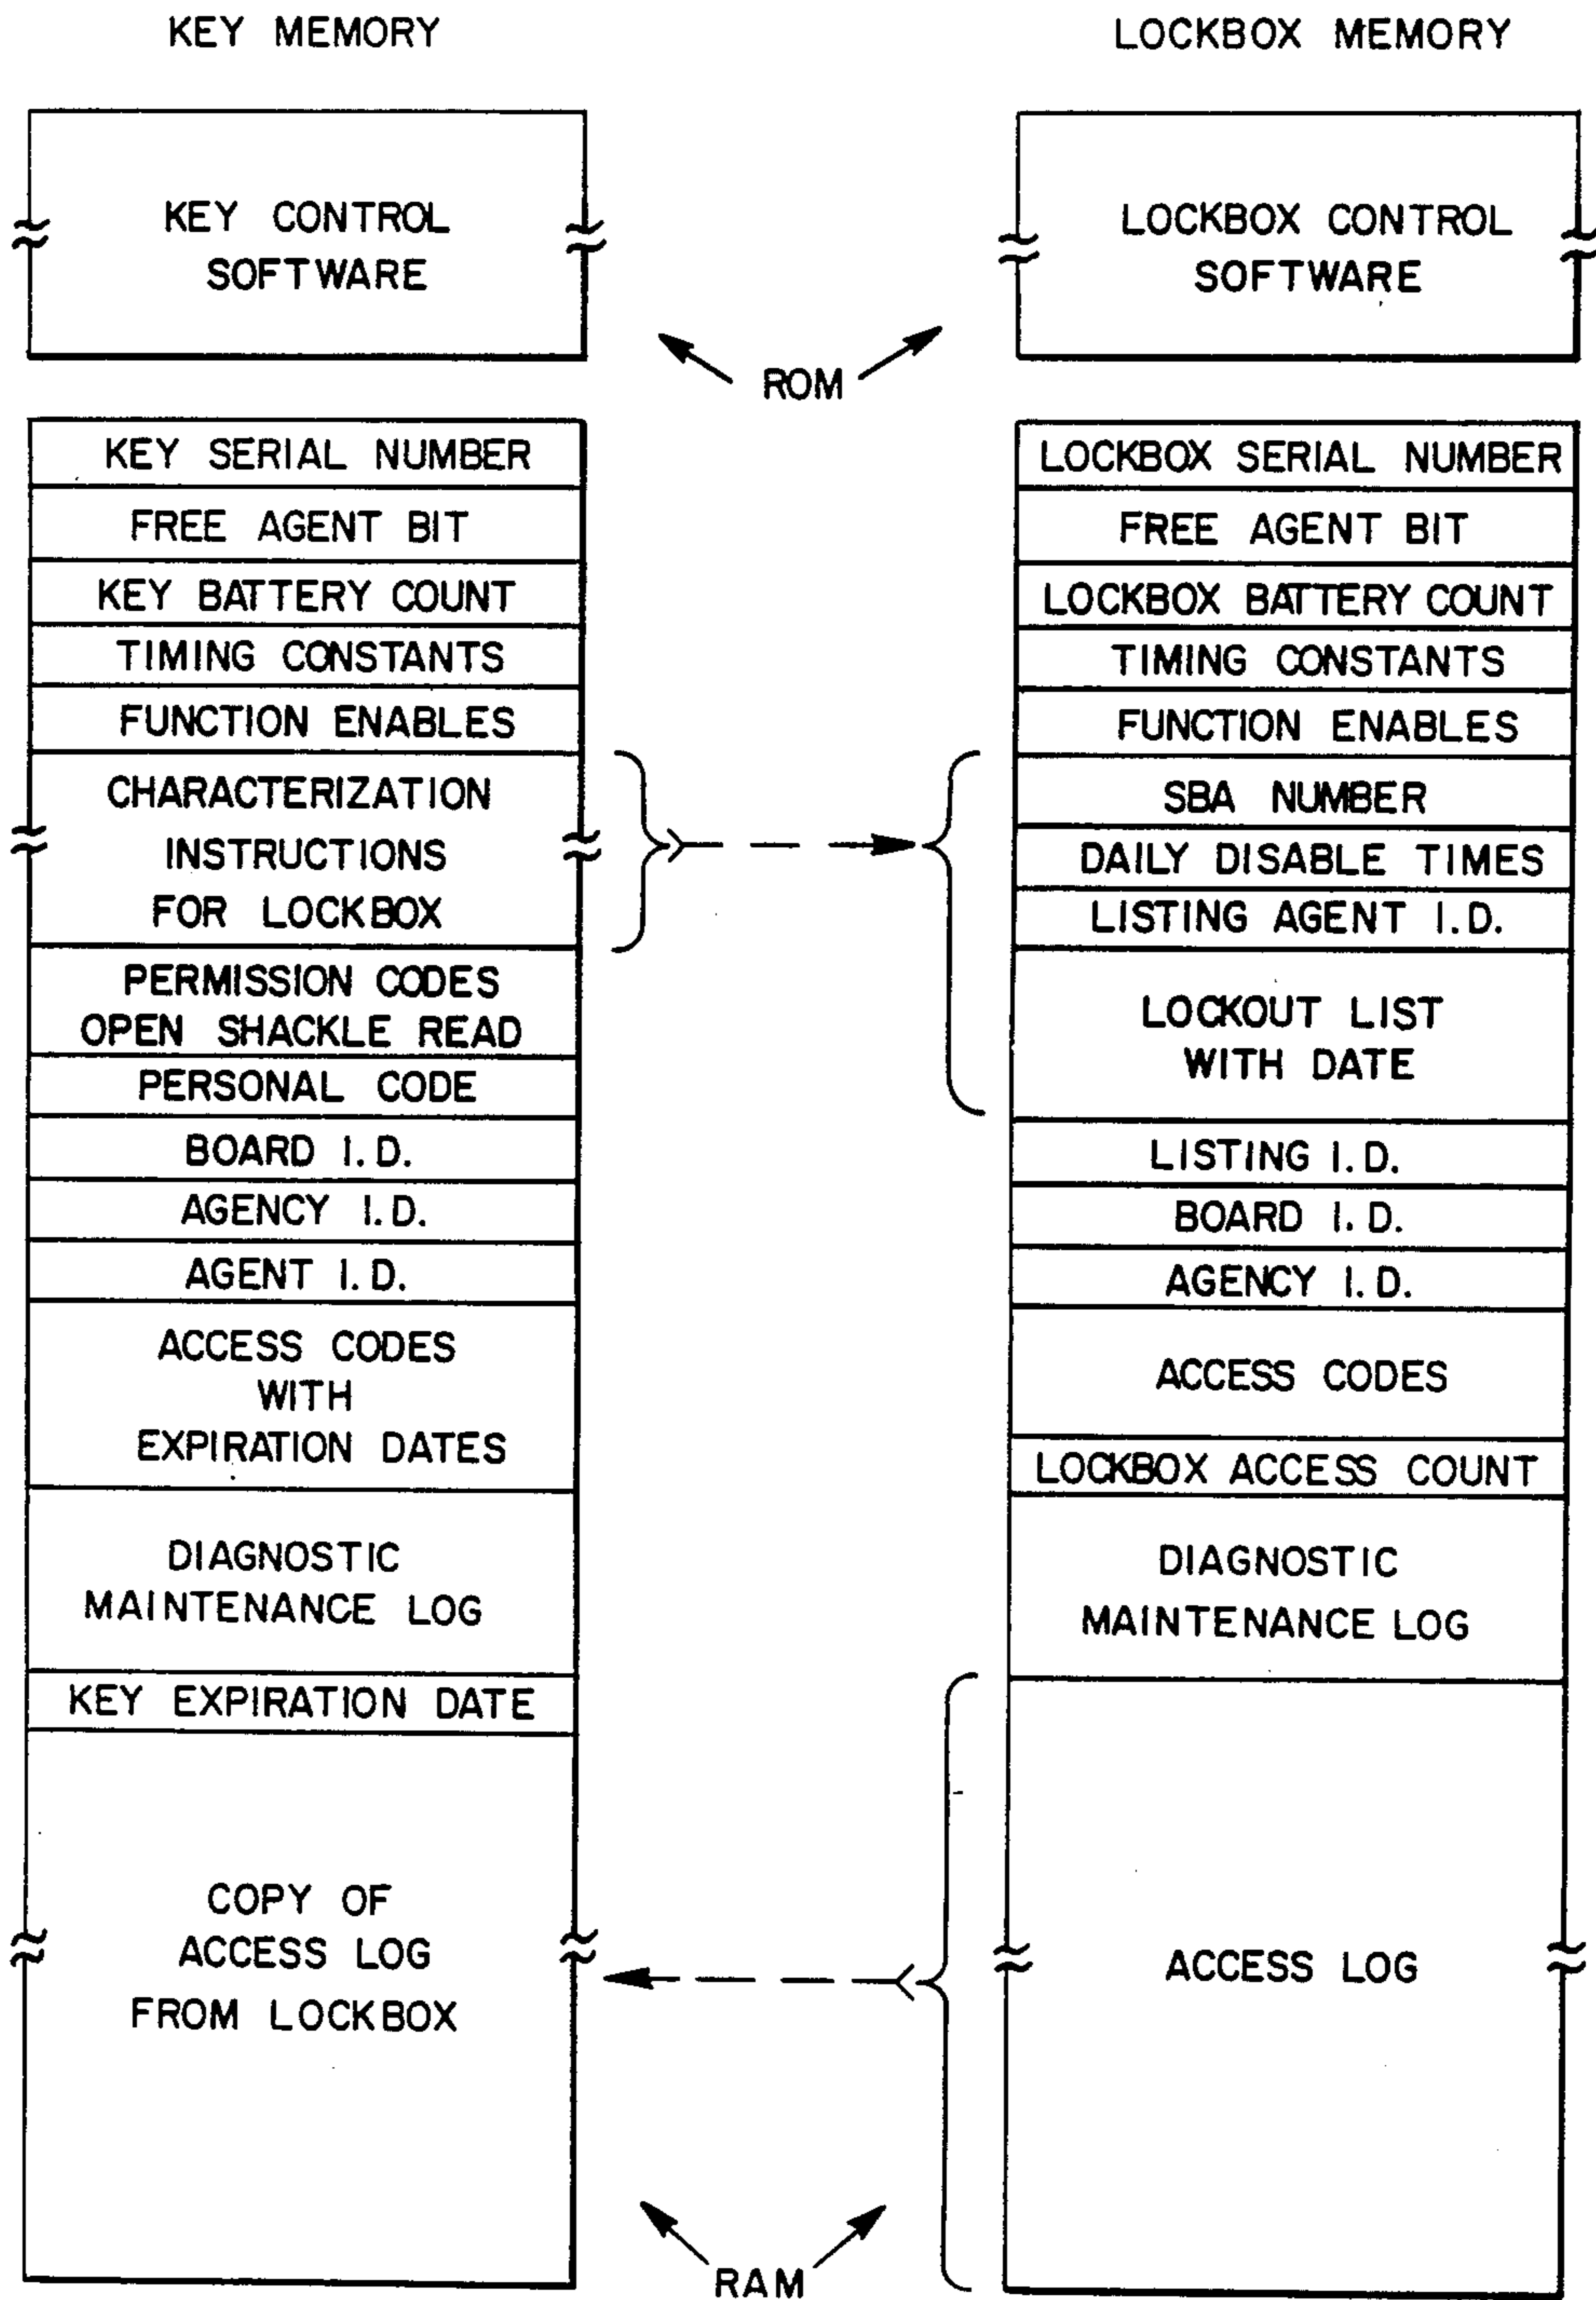 KEY MEMORY
KEY CONTROL
SOFTWARE
KEY SERIAL NUMBER
FREE AGENT BIT
KEY BATTERY COUNT
TIMING CONSTANTS
FUNCTION ENABLES
CHARACTERIZATION
INSTRUCTIONS
FOR LOCKBOX
PERMISSION CODES
OPEN SHACKLE READ
PERSONAL CODE
BOARD I.D.
AGENCY I.D.
AGENT I.D.
ACCESS CODES
WITH
EXPIRATION DATES
DIAGNOSTIC
MAINTENANCE LOG
KEY EXPIRATION DATE
COPY OF
ACCESS LOG
FROM LOCKBOX
ROM
RAM
LOCKBOX MEMORY
LOCKBOX CONTROL
SOFTWARE
LOCKBOX SERIAL NUMBER
FREE AGENT BIT
LOCKBOX BATTERY COUNT
TIMING CONSTANTS
FUNCTION ENABLES
SBA NUMBER
DAILY DISABLE TIMES
LISTING AGENT I.D.
LOCKOUT LIST
WITH DATE
LISTING I.D.
BOARD I.D.
AGENCY I.D.
ACCESS CODES
LOCKBOX ACCESS COUNT
DIAGNOSTIC
MAINTENANCE LOG
ACCESS LOG